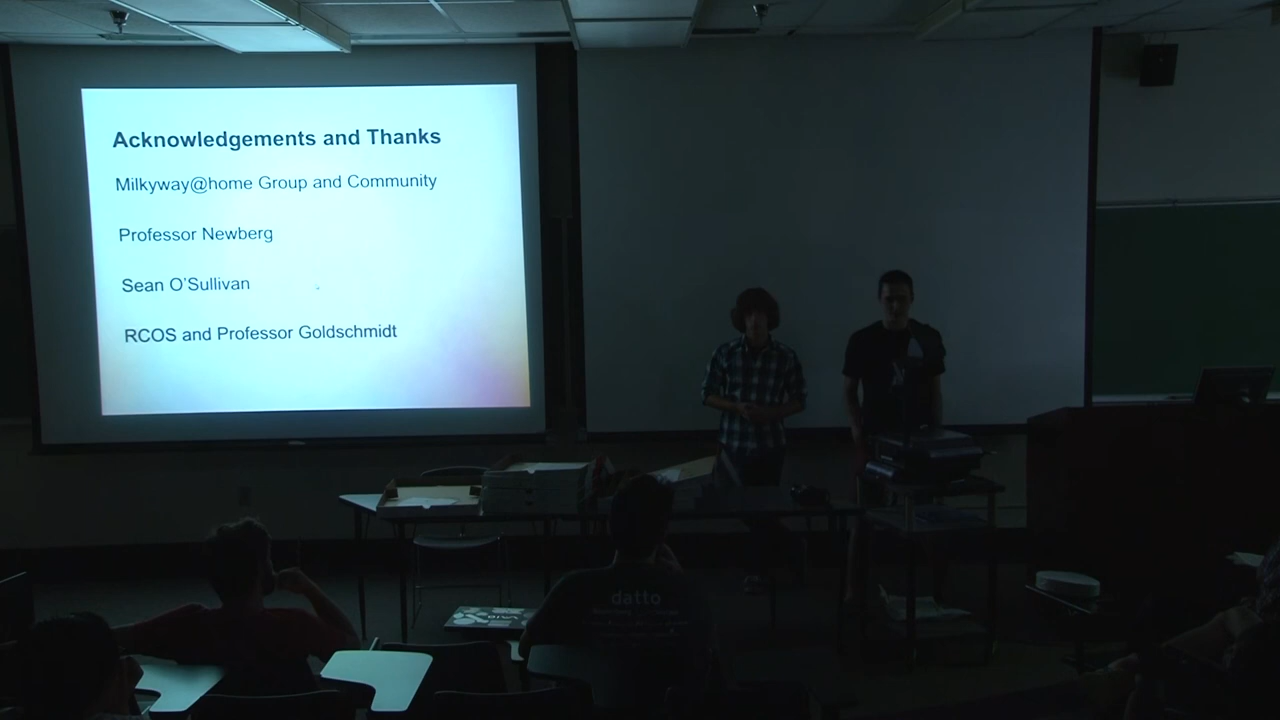 Acknowledgements and Thanks
Milkyway@home Group and Community
Professor Newberg
Sean O'Sullivan
RCOS and Professor Goldschmidt
datto